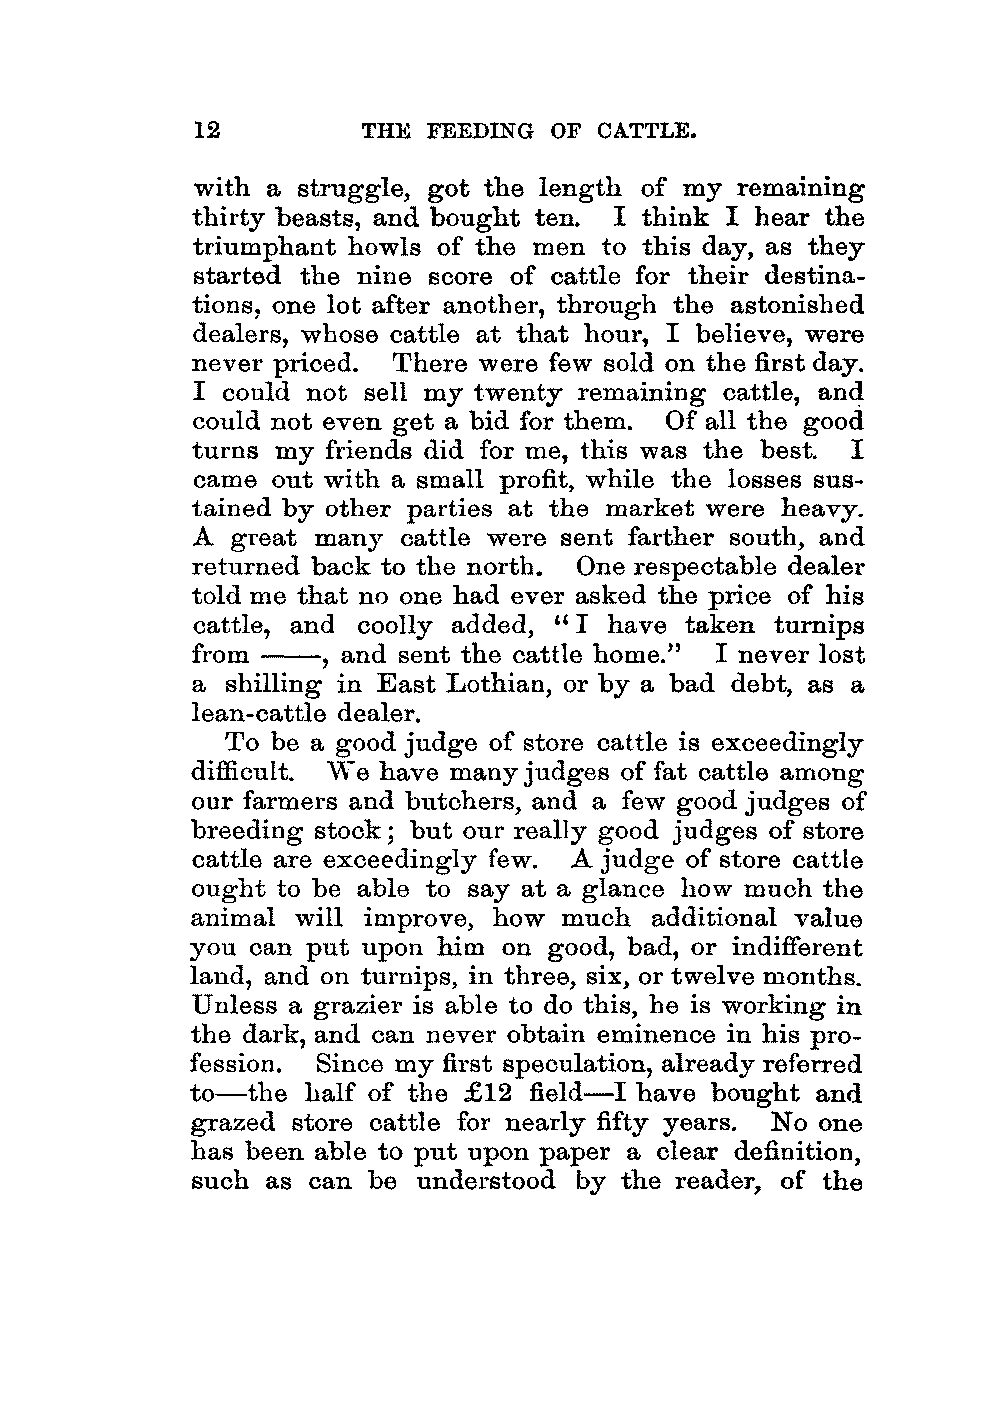 12 THE FEEDING OF CATTLE.
with a struggle, got the length of my remaining
thirty beasts, and bought ten. I think I hear the
triumphant howls of the men to this day, as they
started the nine score of cattle for their destina-
tions, one lot after another, through the astonished
dealers, whose cattle at that hour, I believe, were
never priced. There were few sold on the first day.
I could not sell my twenty remaining cattle, and
could not even get a bid for them. Of all the good
turns my friends did for me, this was the best. I
came out with a small profit, while the losses sus-
tained by other parties at the market were heavy.
A great many cattle were sent farther south, and
returned back to the north. One respectable dealer
told me that no one had ever asked the price of his
cattle, and coolly added, “I have taken turnips
from ——, and sent the cattle home.” I never lost
a shilling in East Lothian, or by a bad debt, as a
lean-cattle dealer.
To be a good judge of store cattle is exceedingly
difficult. We have many judges of fat cattle among
our farmers and butchers, and a few good judges of
breeding stock; but our really good judges of store
cattle are exceedingly few. A judge of store cattle
ought to be able to say at a glance how much the
animal will improve, how much additional value
you can put upon him on good, bad, or indifferent
land, and on turnips, in three, six, or twelve months.
Unless a grazier is able to do this, he is working in
the dark, and can never obtain eminence in his pro-
fession. Since my first speculation, already referred
to—the half of the £12 field—I have bought and
grazed store cattle for nearly fifty years. No one
has been able to put upon paper a clear definition,
such as can be understood by the reader, of the